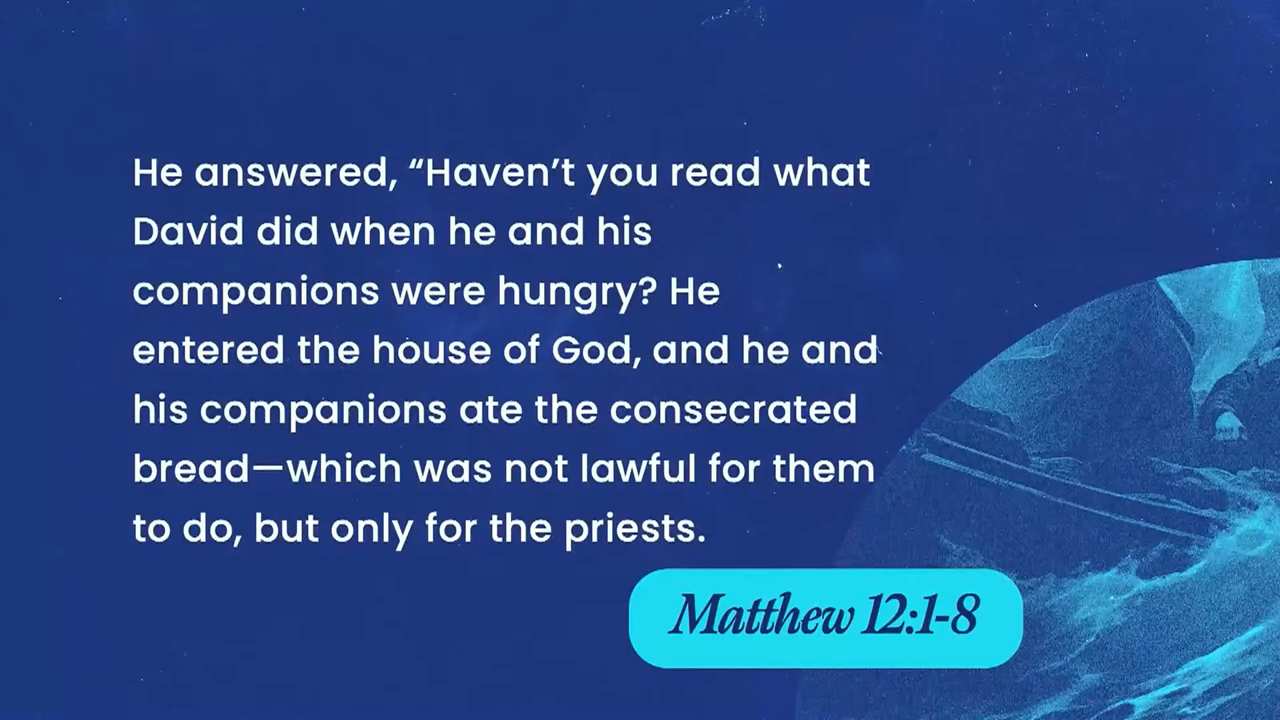 He answered, “Haven’t you read what
David did when he and his
companions were hungry? He
entered the house of God, and he and
his companions ate the consecrated
bread—which was not lawful for them
to do, but only for the priests.
Matthew 12:1-8